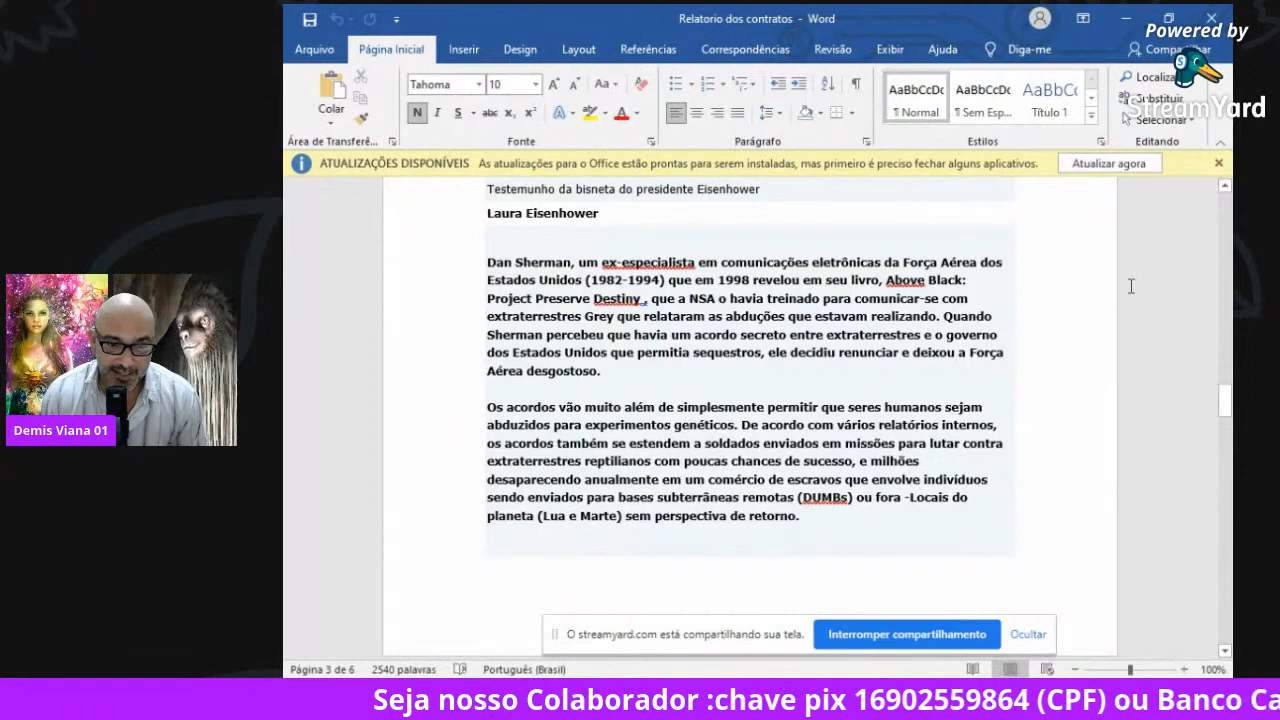 Relatorio dos contratos - Word
Powered by
StreamYard
Arquivo Página Inicial Inserir Design Layout Referências Correspondências Revisão Exibir Ajuda Diga-me
Colar
Tahoma 10
N I S abc x₂ x²
AaBbCcDc AaBbCcDc AaBbCc
¶ Normal ¶ Sem Esp... Título 1
Substituir
Selecionar
Área de Transferê... Fonte Parágrafo Estilos Editando
ATUALIZAÇÕES DISPONÍVEIS As atualizações para o Office estão prontas para serem instaladas, mas primeiro é preciso fechar alguns aplicativos. Atualizar agora
Testemunho da bisneta do presidente Eisenhower
Laura Eisenhower
Dan Sherman, um ex-especialista em comunicações eletrônicas da Força Aérea dos
Estados Unidos (1982-1994) que em 1998 revelou em seu livro, Above Black:
Project Preserve Destiny , que a NSA o havia treinado para comunicar-se com
extraterrestres Grey que relataram as abduções que estavam realizando. Quando
Sherman percebeu que havia um acordo secreto entre extraterrestres e o governo
dos Estados Unidos que permitia sequestros, ele decidiu renunciar e deixou a Força
Aérea desgostoso.
Os acordos vão muito além de simplesmente permitir que seres humanos sejam
abduzidos para experimentos genéticos. De acordo com vários relatórios internos,
os acordos também se estendem a soldados enviados em missões para lutar contra
extraterrestres reptilianos com poucas chances de sucesso, e milhões
desaparecendo anualmente em um comércio de escravos que envolve indivíduos
sendo enviados para bases subterrâneas remotas (DUMBs) ou fora -Locais do
planeta (Lua e Marte) sem perspectiva de retorno.
Demis Viana 01
O streamyard.com está compartilhando sua tela. Interromper compartilhamento Ocultar
Página 3 de 6 2540 palavras Português (Brasil) 100%
Seja nosso Colaborador :chave pix 16902559864 (CPF) ou Banco Ca